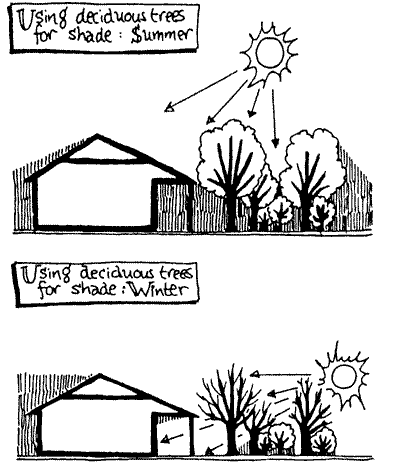 Using deciduous trees
for shade: Summer
Using deciduous trees
for shade: Winter